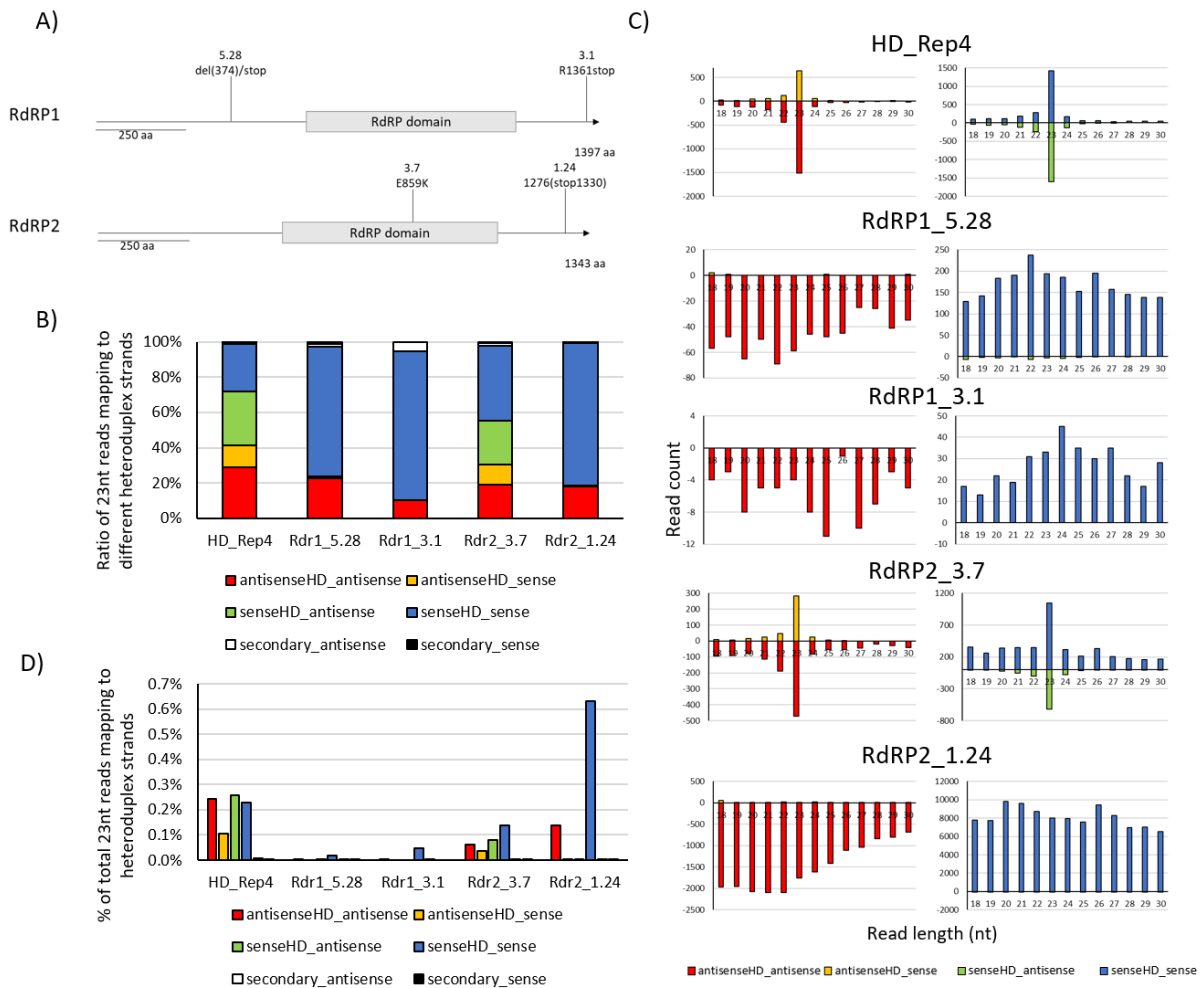 A)
5.28
del(374)/stop
3.1
R1361stop
RdRP1
RdRP domain
250 aa
1397 aa
3.7
E859K
1.24
1276(stop1330)
RdRP2
RdRP domain
250 aa
1343 aa
B)
Ratio of 23nt reads mapping to
different heteroduplex strands
100%
80%
60%
40%
20%
0%
HD_Rep4 Rdr1_5.28 Rdr1_3.1 Rdr2_3.7 Rdr2_1.24
antisenseHD_antisense antisenseHD_sense
senseHD_antisense senseHD_sense
secondary_antisense secondary_sense
D)
% of total 23nt reads mapping to
heteroduplex strands
0.7%
0.6%
0.5%
0.4%
0.3%
0.2%
0.1%
0.0%
HD_Rep4 Rdr1_5.28 Rdr1_3.1 Rdr2_3.7 Rdr2_1.24
antisenseHD_antisense antisenseHD_sense
senseHD_antisense senseHD_sense
secondary_antisense secondary_sense
C)
HD_Rep4
500
0
-500
-1000
-1500
-2000
18 19 20 21 22 23 24 25 26 27 28 29 30
1500
1000
500
0
-500
-1000
-1500
-2000
18 19 20 21 22 23 24 25 26 27 28 29 30
RdRP1_5.28
20
0
-20
-40
-60
-80
18 19 20 21 22 23 24 25 26 27 28 29 30
250
200
150
100
50
0
-50
18 19 20 21 22 23 24 25 26 27 28 29 30
RdRP1_3.1
Read count
4
0
-4
-8
-12
18 19 20 21 22 23 24 25 26 27 28 29 30
50
40
30
20
10
0
18 19 20 21 22 23 24 25 26 27 28 29 30
RdRP2_3.7
300
200
100
0
-100
-200
-300
-400
-500
18 19 20 21 22 23 24 25 26 27 28 29 30
1200
700
200
-300
-800
18 19 20 21 22 23 24 25 26 27 28 29 30
RdRP2_1.24
500
0
-500
-1000
-1500
-2000
-2500
18 19 20 21 22 23 24 25 26 27 28 29 30
12000
10000
8000
6000
4000
2000
0
-2000
18 19 20 21 22 23 24 25 26 27 28 29 30
Read length (nt)
antisenseHD_antisense antisenseHD_sense senseHD_antisense senseHD_sense